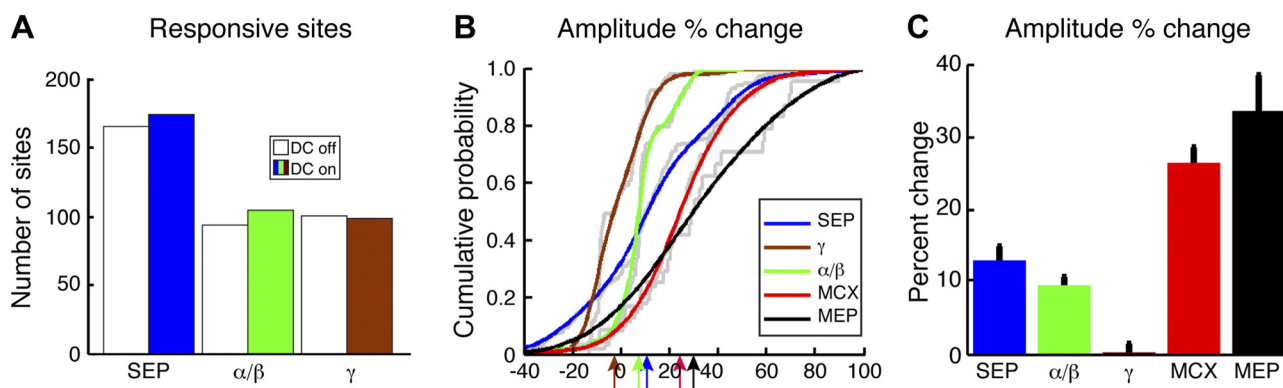 A Responsive sites
Number of sites
200
150
100
50
0
DC off
DC on
SEP α/β γ
B Amplitude % change
Cumulative probability
1.0
0.8
0.6
0.4
0.2
0
SEP
γ
α/β
MCX
MEP
-40 -20 0 20 40 60 80 100
C Amplitude % change
Percent change
40
30
20
10
0
SEP α/β γ MCX MEP